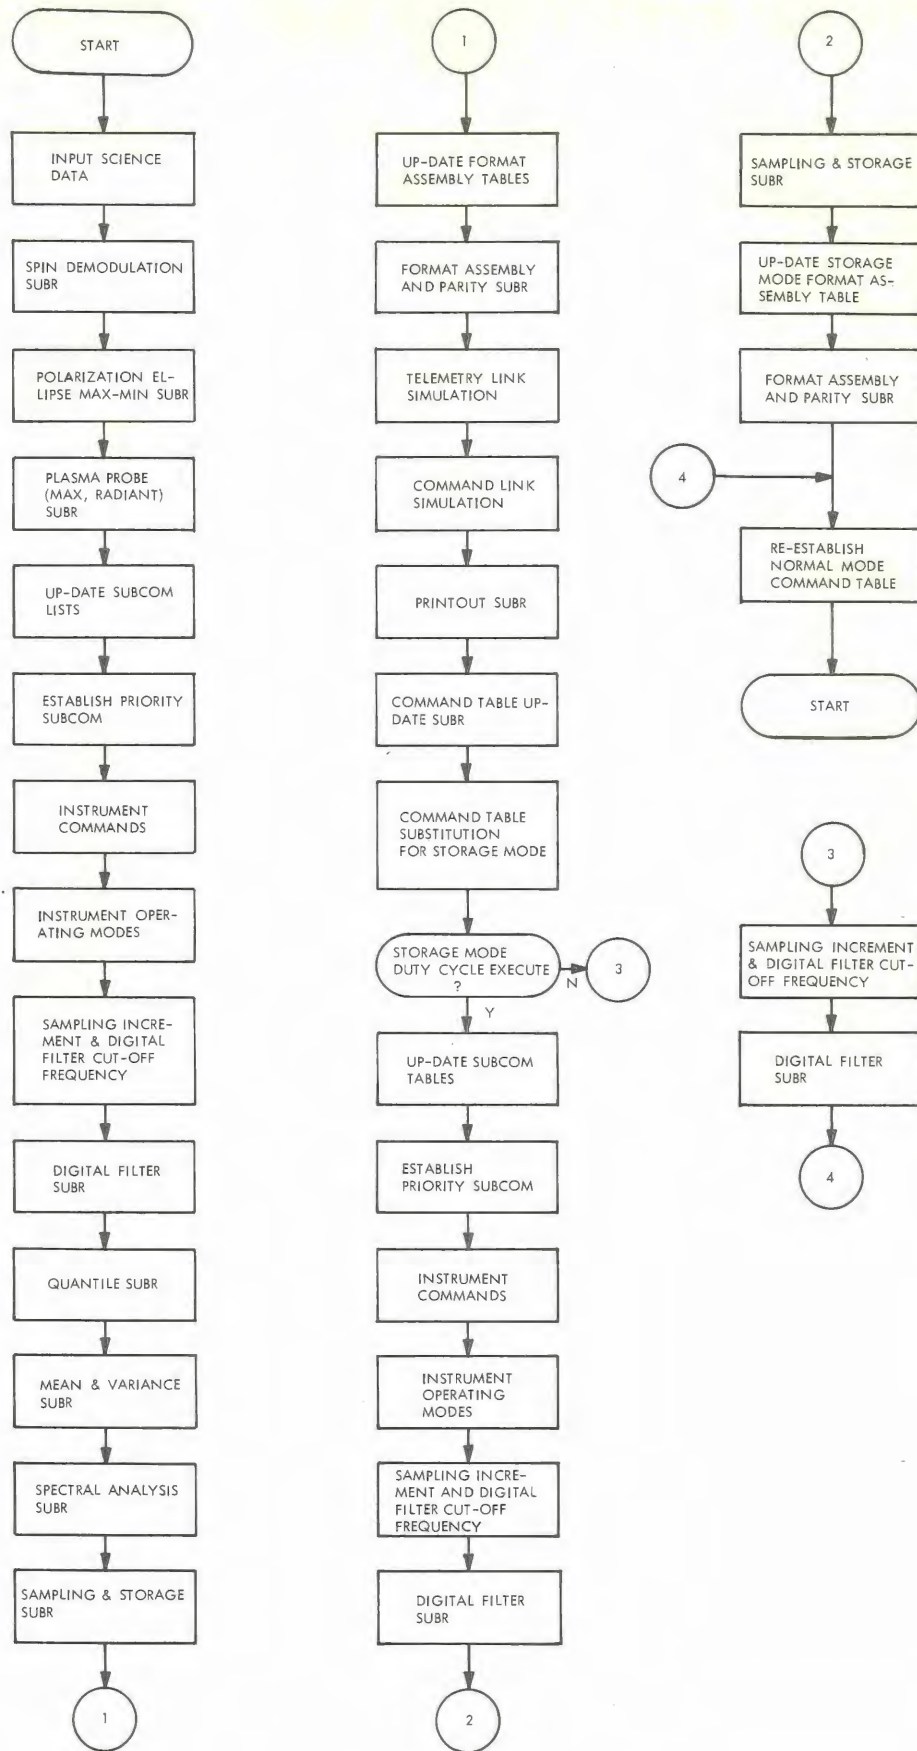 START
INPUT SCIENCE
DATA
SPIN DEMODULATION
SUBR
POLARIZATION EL-
LIPSE MAX-MIN SUBR
PLASMA PROBE
(MAX, RADIANT)
SUBR
UP-DATE SUBCOM
LISTS
ESTABLISH PRIORITY
SUBCOM
INSTRUMENT
COMMANDS
INSTRUMENT OPER-
ATING MODES
SAMPLING INCRE-
MENT & DIGITAL
FILTER CUT-OFF
FREQUENCY
DIGITAL FILTER
SUBR
QUANTILE SUBR
MEAN & VARIANCE
SUBR
SPECTRAL ANALYSIS
SUBR
SAMPLING & STORAGE
SUBR
1
1
UP-DATE FORMAT
ASSEMBLY TABLES
FORMAT ASSEMBLY
AND PARITY SUBR
TELEMETRY LINK
SIMULATION
COMMAND LINK
SIMULATION
PRINTOUT SUBR
COMMAND TABLE UP-
DATE SUBR
COMMAND TABLE
SUBSTITUTION
FOR STORAGE MODE
STORAGE MODE
DUTY CYCLE EXECUTE
?
N
3
Y
UP-DATE SUBCOM
TABLES
ESTABLISH
PRIORITY SUBCOM
INSTRUMENT
COMMANDS
INSTRUMENT
OPERATING
MODES
SAMPLING INCRE-
MENT AND DIGITAL
FILTER CUT-OFF
FREQUENCY
DIGITAL FILTER
SUBR
2
2
SAMPLING & STORAGE
SUBR
UP-DATE STORAGE
MODE FORMAT AS-
SEMBLY TABLE
FORMAT ASSEMBLY
AND PARITY SUBR
4
RE-ESTABLISH
NORMAL MODE
COMMAND TABLE
START
3
SAMPLING INCREMENT
& DIGITAL FILTER CUT-
OFF FREQUENCY
DIGITAL FILTER
SUBR
4